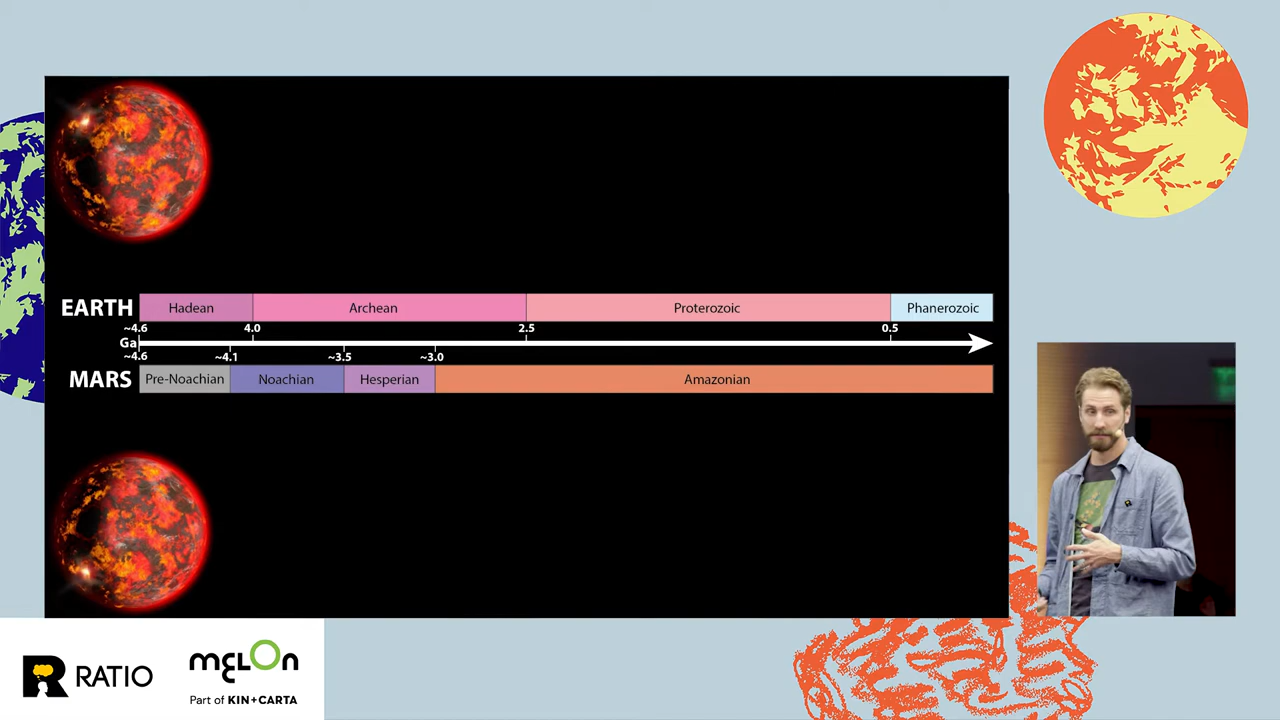 EARTH Hadean Archean Proterozoic Phanerozoic
~4.6 4.0 2.5 0.5
Ga
~4.6 ~4.1 ~3.5 ~3.0
MARS Pre-Noachian Noachian Hesperian Amazonian
RATIO
melon
Part of KIN+CARTA